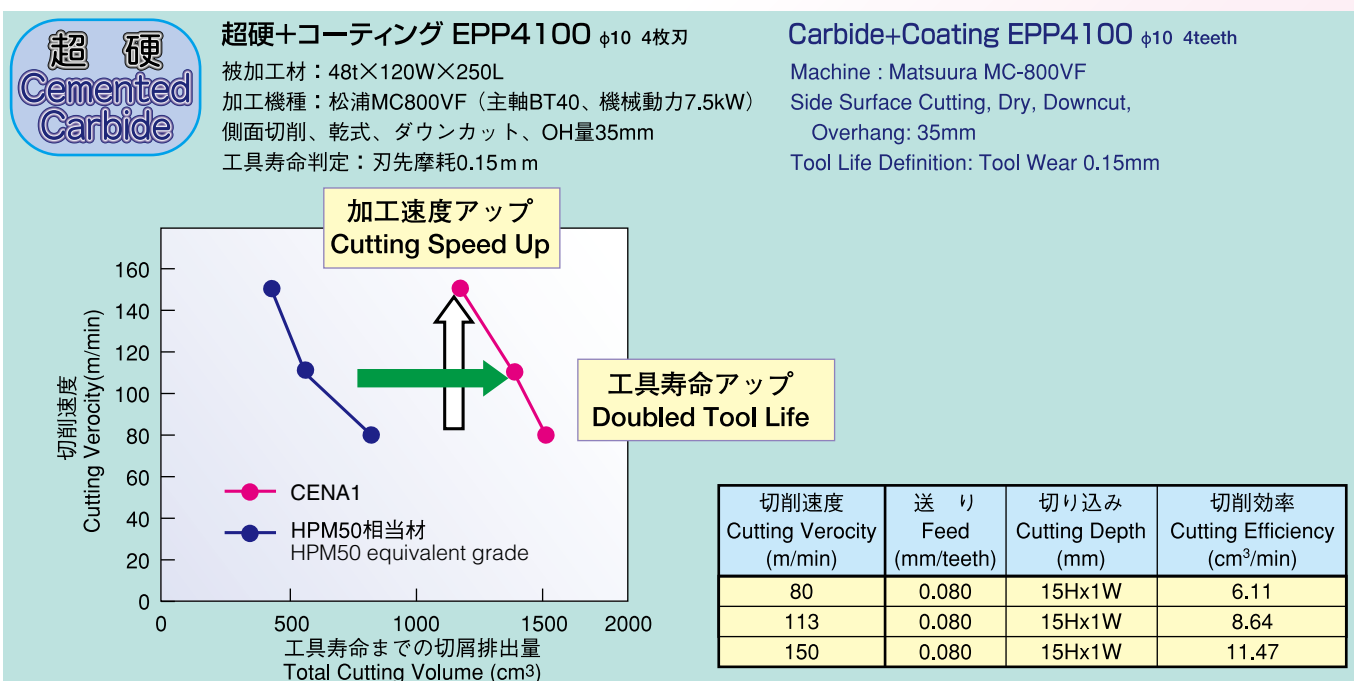 超硬
Cemented
Carbide
超硬+コーティング EPP4100 φ10 4枚刃
被加工材：48t×120W×250L
加工機種：松浦MC800VF（主軸BT40、機械動力7.5kW）
側面切削、乾式、ダウンカット、OH量35mm
工具寿命判定：刃先摩耗0.15mm
Carbide+Coating EPP4100 φ10 4teeth
Machine : Matsuura MC-800VF
Side Surface Cutting, Dry, Downcut,
Overhang: 35mm
Tool Life Definition: Tool Wear 0.15mm
加工速度アップ
Cutting Speed Up
工具寿命アップ
Doubled Tool Life
切削速度
Cutting Verocity(m/min)
160
140
120
100
80
60
40
20
0
CENA1
HPM50相当材
HPM50 equivalent grade
0 500 1000 1500 2000
工具寿命までの切屑排出量
Total Cutting Volume (cm3)
切削速度 送り 切り込み 切削効率
Cutting Verocity Feed Cutting Depth Cutting Efficiency
(m/min) (mm/teeth) (mm) (cm³/min)
80 0.080 15Hx1W 6.11
113 0.080 15Hx1W 8.64
150 0.080 15Hx1W 11.47